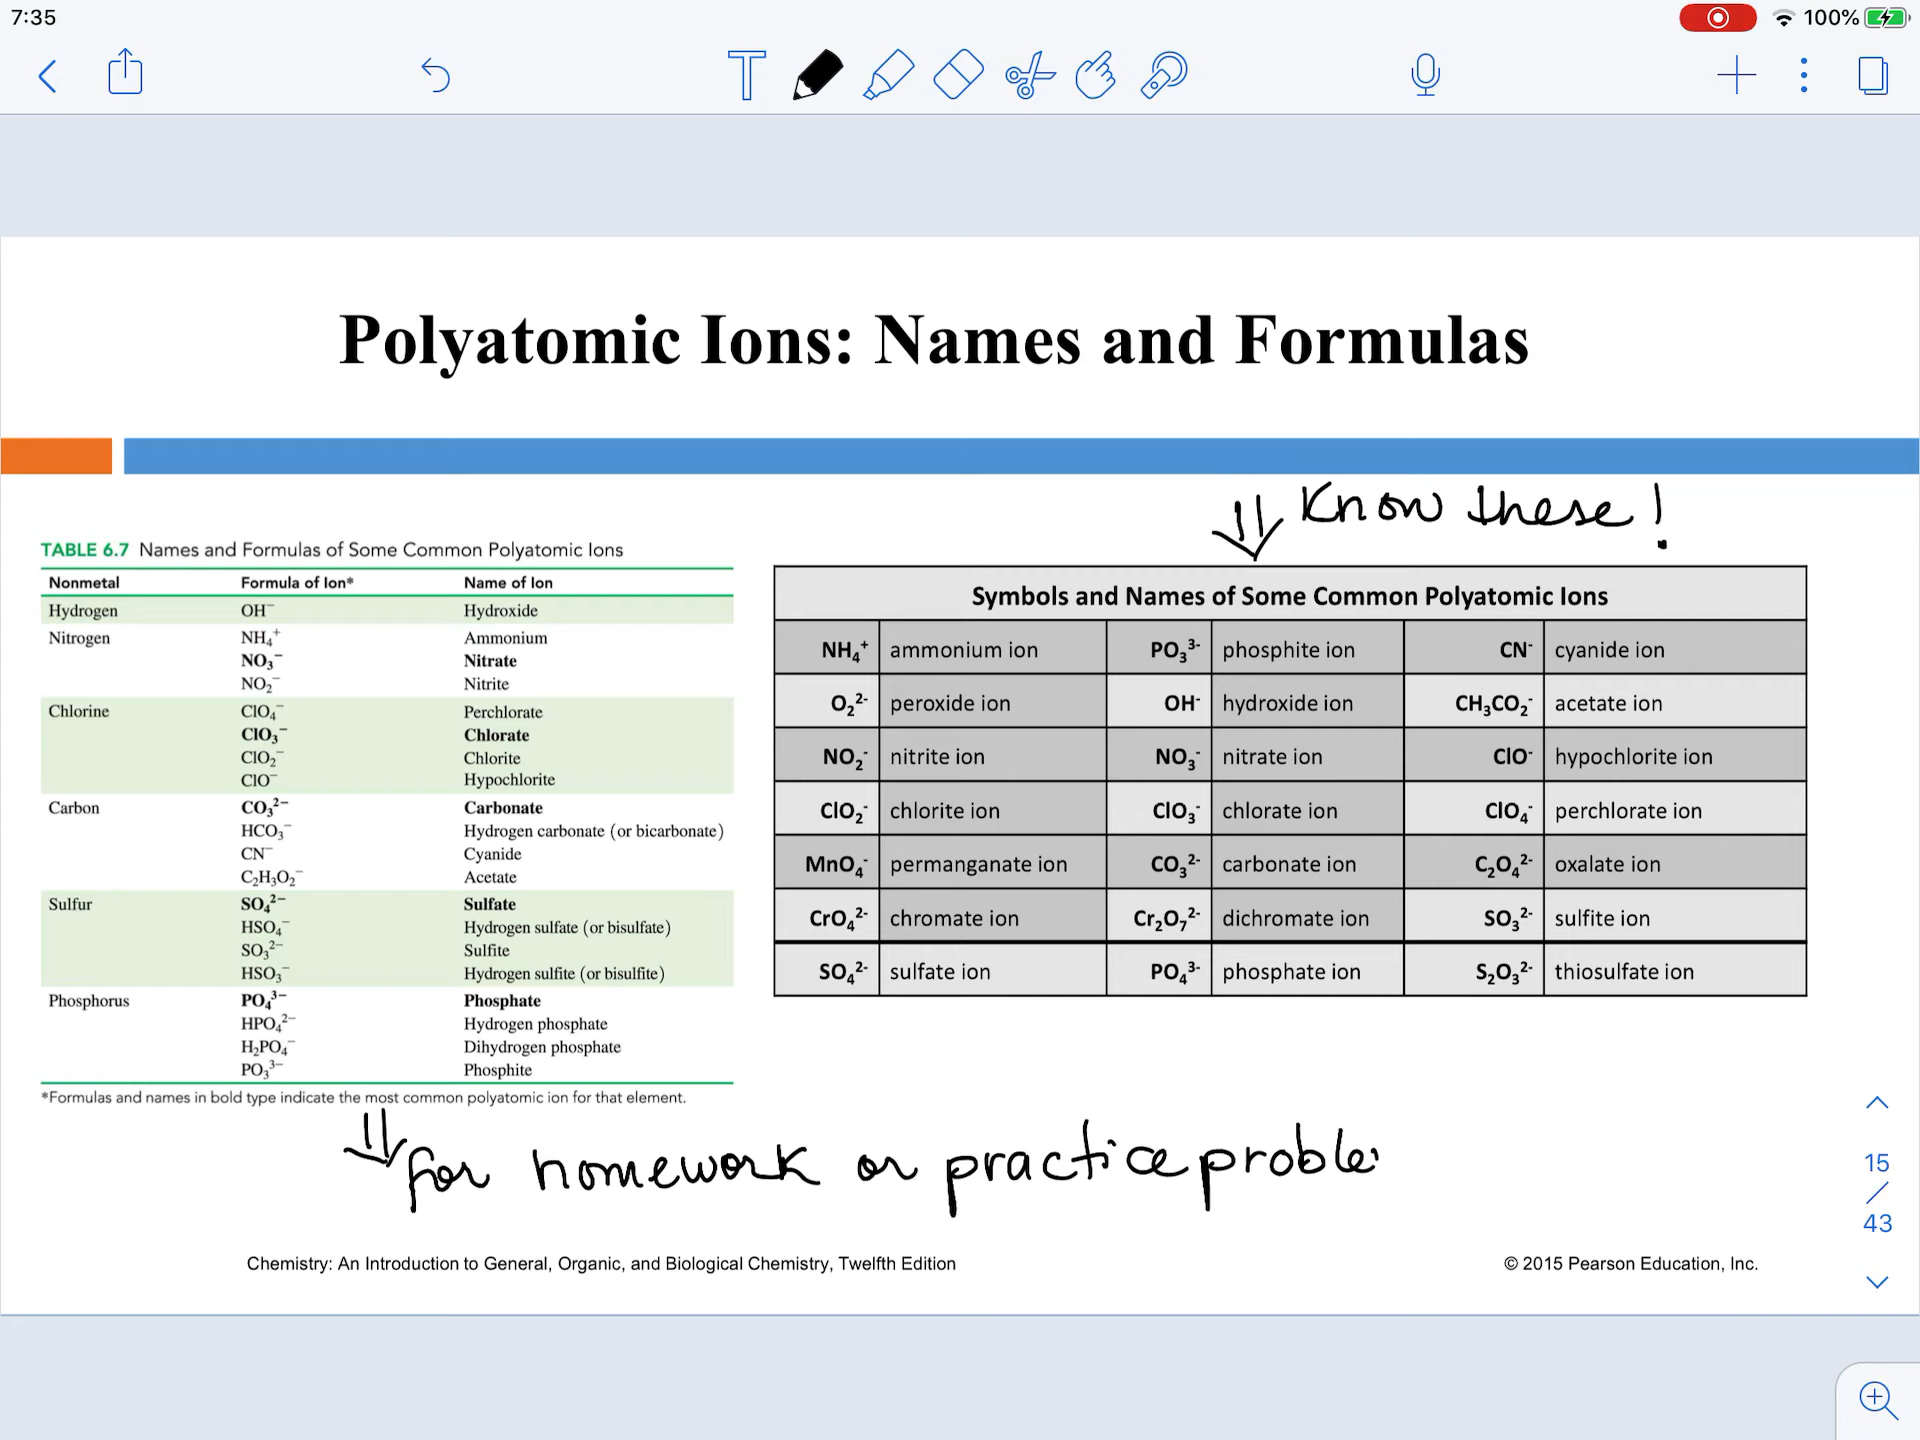 7:35
100%
Polyatomic Ions: Names and Formulas
Know these!
TABLE 6.7 Names and Formulas of Some Common Polyatomic Ions
Nonmetal Formula of Ion* Name of Ion
Hydrogen OH⁻ Hydroxide
Nitrogen NH₄⁺ Ammonium
NO₃⁻ Nitrate
NO₂⁻ Nitrite
Chlorine ClO₄⁻ Perchlorate
ClO₃⁻ Chlorate
ClO₂⁻ Chlorite
ClO⁻ Hypochlorite
Carbon CO₃²⁻ Carbonate
HCO₃⁻ Hydrogen carbonate (or bicarbonate)
CN⁻ Cyanide
C₂H₃O₂⁻ Acetate
Sulfur SO₄²⁻ Sulfate
HSO₄⁻ Hydrogen sulfate (or bisulfate)
SO₃²⁻ Sulfite
HSO₃⁻ Hydrogen sulfite (or bisulfite)
Phosphorus PO₄³⁻ Phosphate
HPO₄²⁻ Hydrogen phosphate
H₂PO₄⁻ Dihydrogen phosphate
PO₃³⁻ Phosphite
*Formulas and names in bold type indicate the most common polyatomic ion for that element.
Symbols and Names of Some Common Polyatomic Ions
NH₄⁺ ammonium ion PO₃³⁻ phosphite ion CN⁻ cyanide ion
O₂²⁻ peroxide ion OH⁻ hydroxide ion CH₃CO₂⁻ acetate ion
NO₂⁻ nitrite ion NO₃⁻ nitrate ion ClO⁻ hypochlorite ion
ClO₂⁻ chlorite ion ClO₃⁻ chlorate ion ClO₄⁻ perchlorate ion
MnO₄⁻ permanganate ion CO₃²⁻ carbonate ion C₂O₄²⁻ oxalate ion
CrO₄²⁻ chromate ion Cr₂O₇²⁻ dichromate ion SO₃²⁻ sulfite ion
SO₄²⁻ sulfate ion PO₄³⁻ phosphate ion S₂O₃²⁻ thiosulfate ion
for homework or practice proble
15
/
43
Chemistry: An Introduction to General, Organic, and Biological Chemistry, Twelfth Edition
© 2015 Pearson Education, Inc.